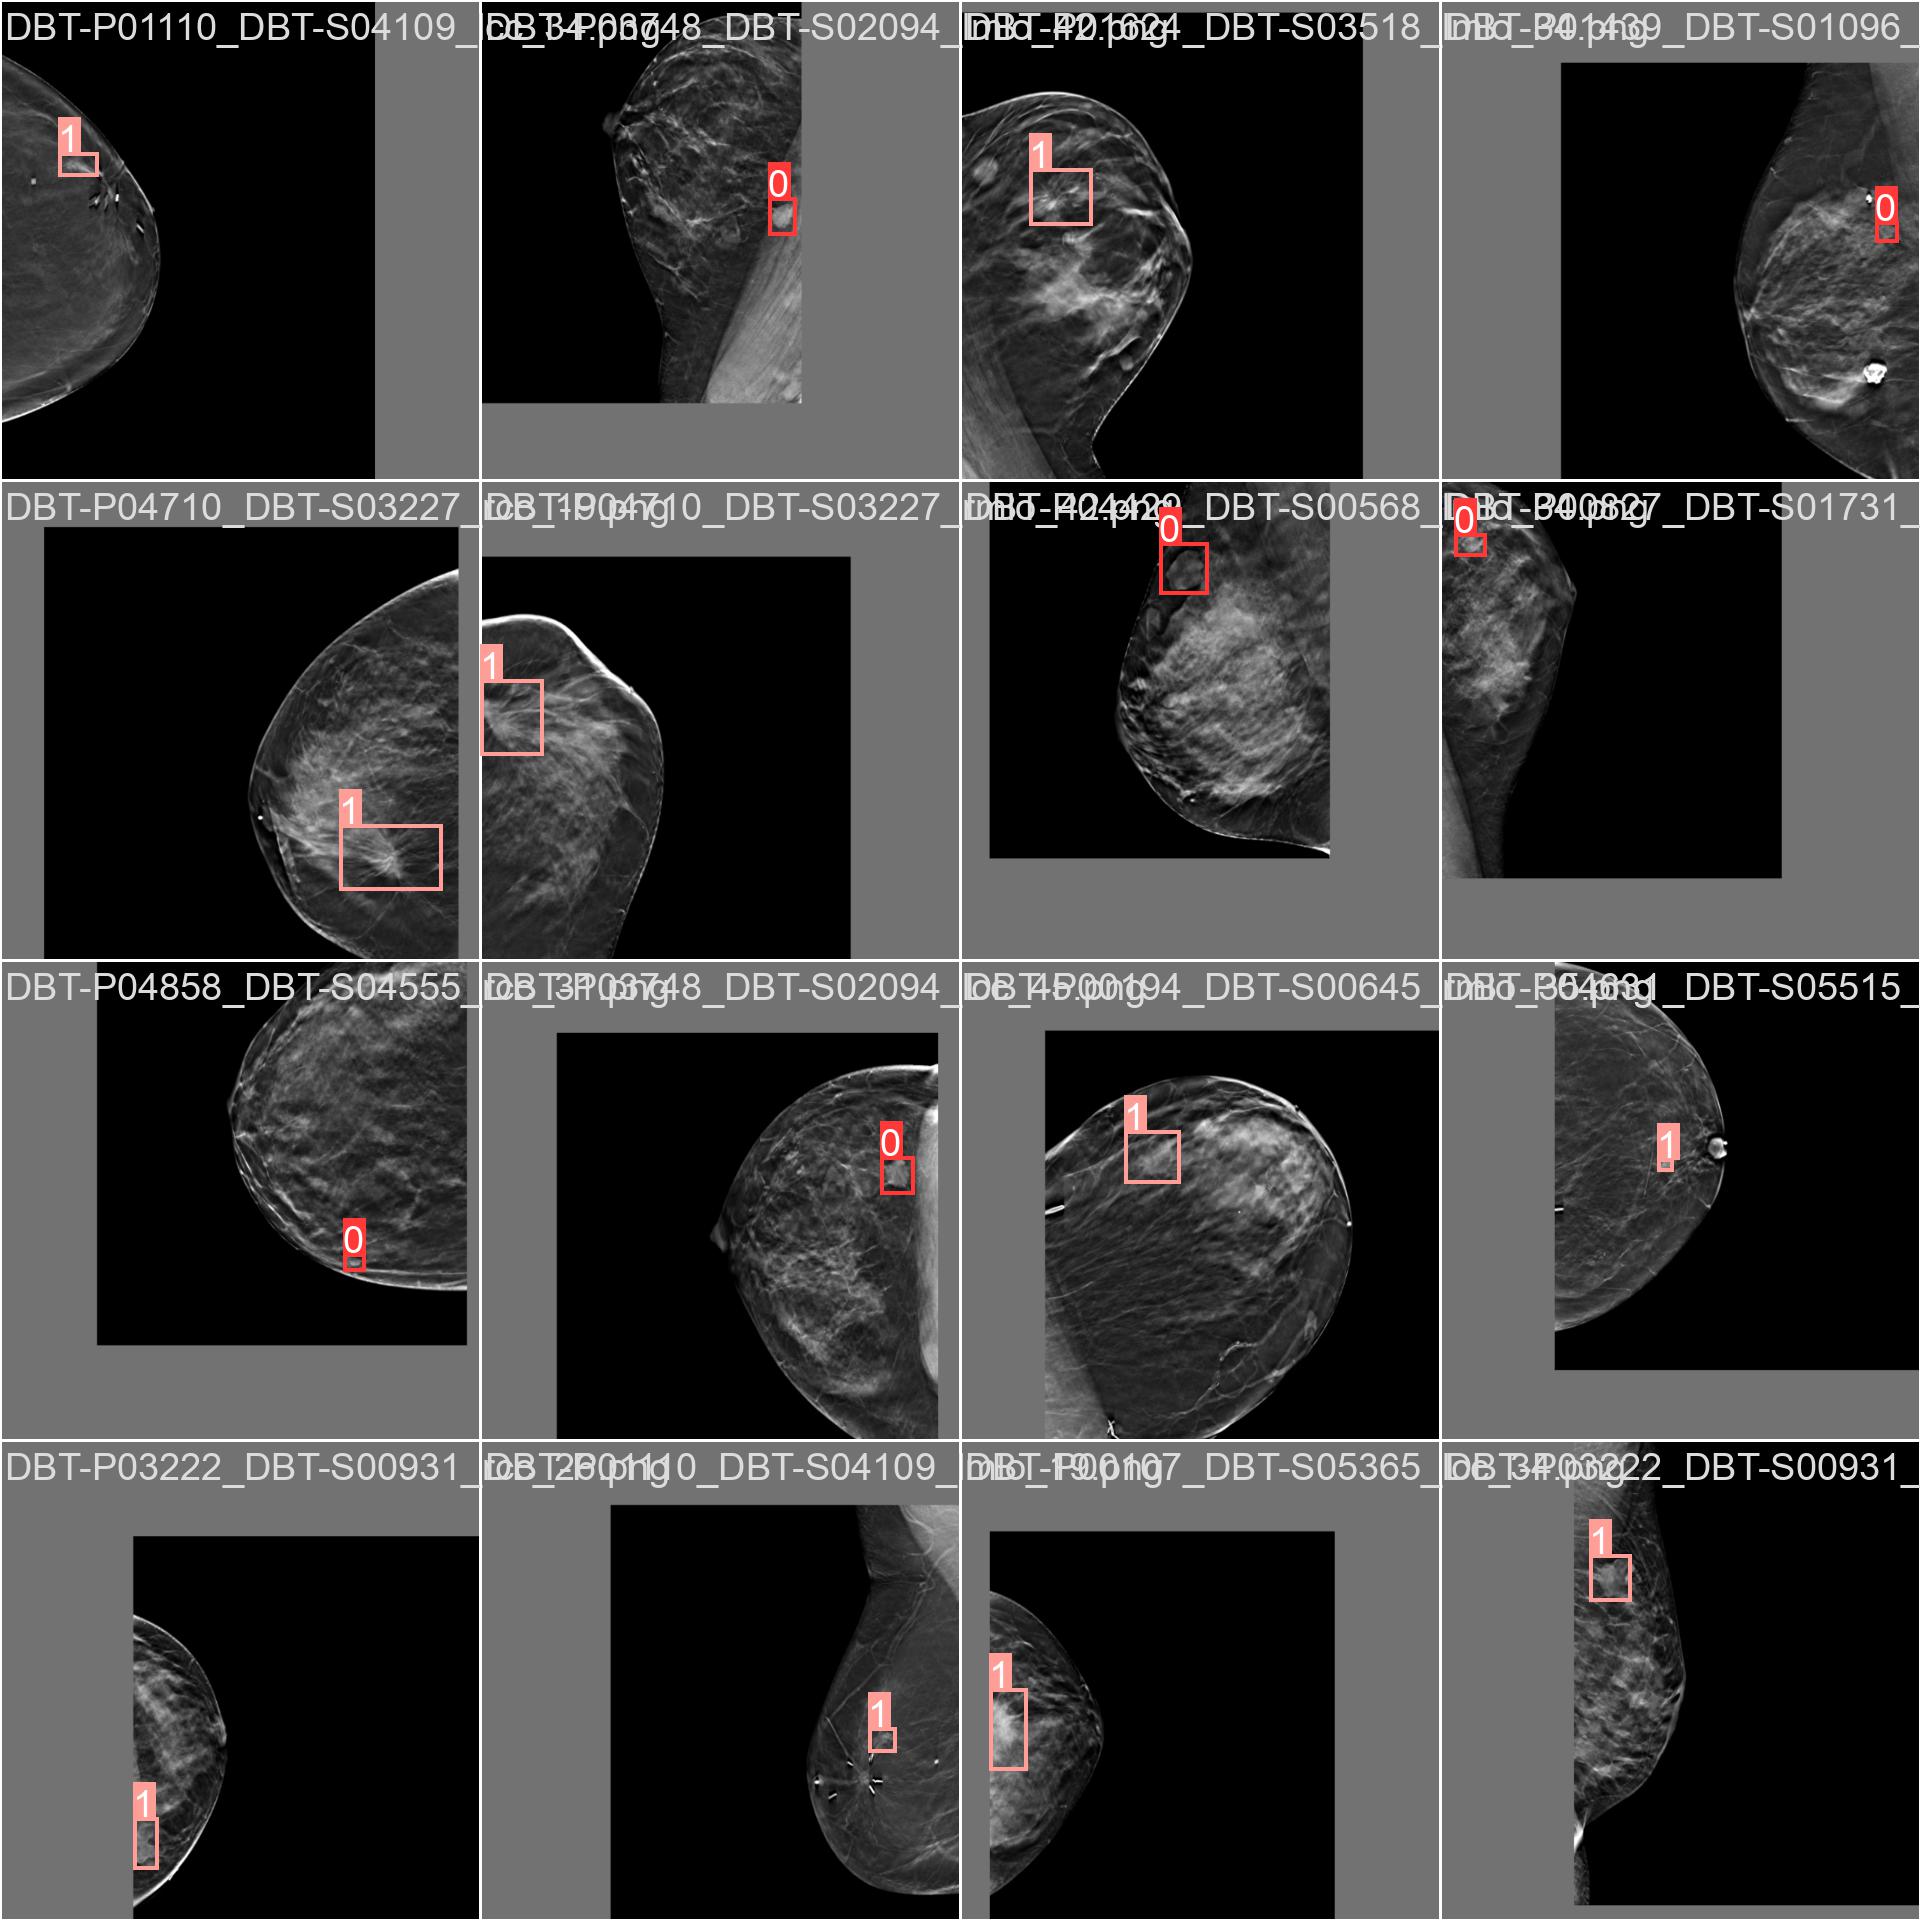 DBT-P01110_DBT-S04109_
DBT-P03748_DBT-S02094_
DBT-P01624_DBT-S03518_
DBT-P01439_DBT-S01096_
1
0
1
0
DBT-P04710_DBT-S03227_
DBT-P04710_DBT-S03227_
DBT-P04429_DBT-S00568_
DBT-P00827_DBT-S01731_
1
1
0
0
DBT-P04858_DBT-S04555_
DBT-P03748_DBT-S02094_
DBT-P00194_DBT-S00645_
DBT-P04631_DBT-S05515_
0
0
1
1
DBT-P03222_DBT-S00931_
DBT-P01110_DBT-S04109_
DBT-P00107_DBT-S05365_
DBT-P03222_DBT-S00931_
1
1
1
1